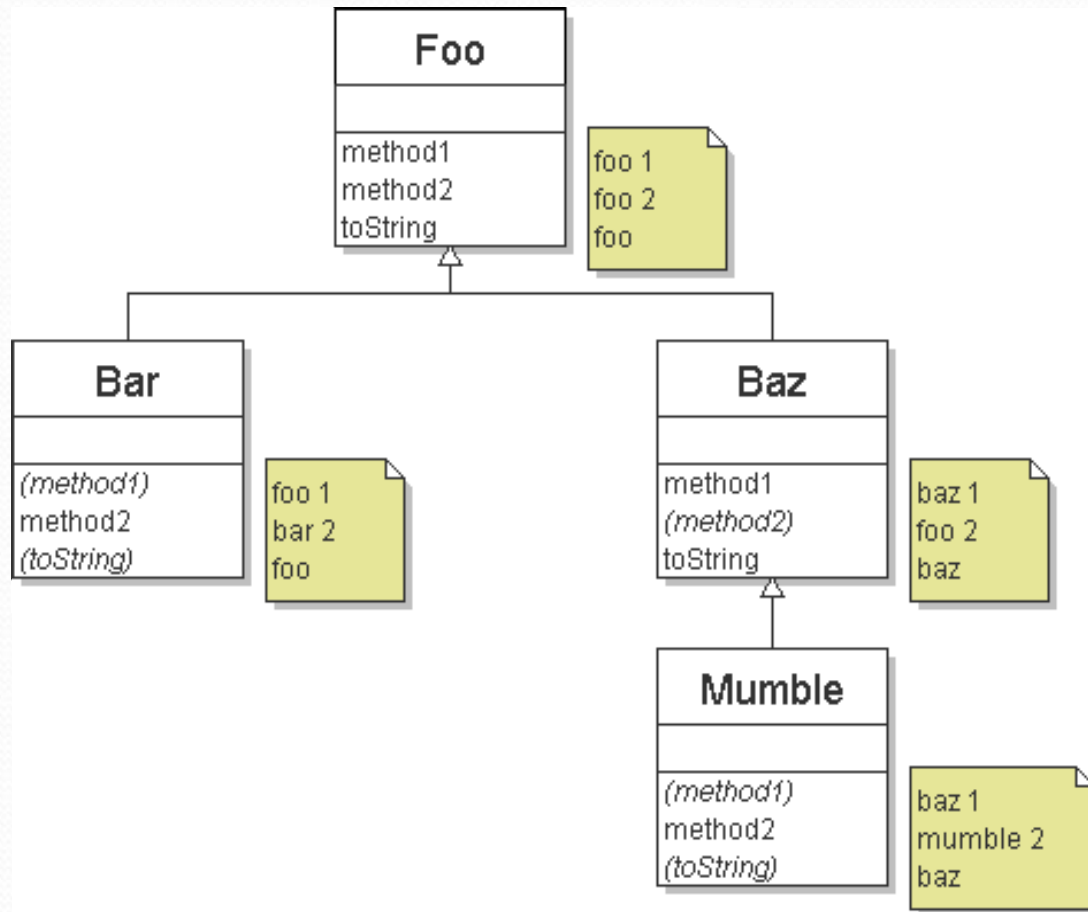 Foo
method1
method2
toString
foo 1
foo 2
foo
Bar
(method1)
method2
(toString)
foo 1
bar 2
foo
Baz
method1
(method2)
toString
baz 1
foo 2
baz
Mumble
(method1)
method2
(toString)
baz 1
mumble 2
baz